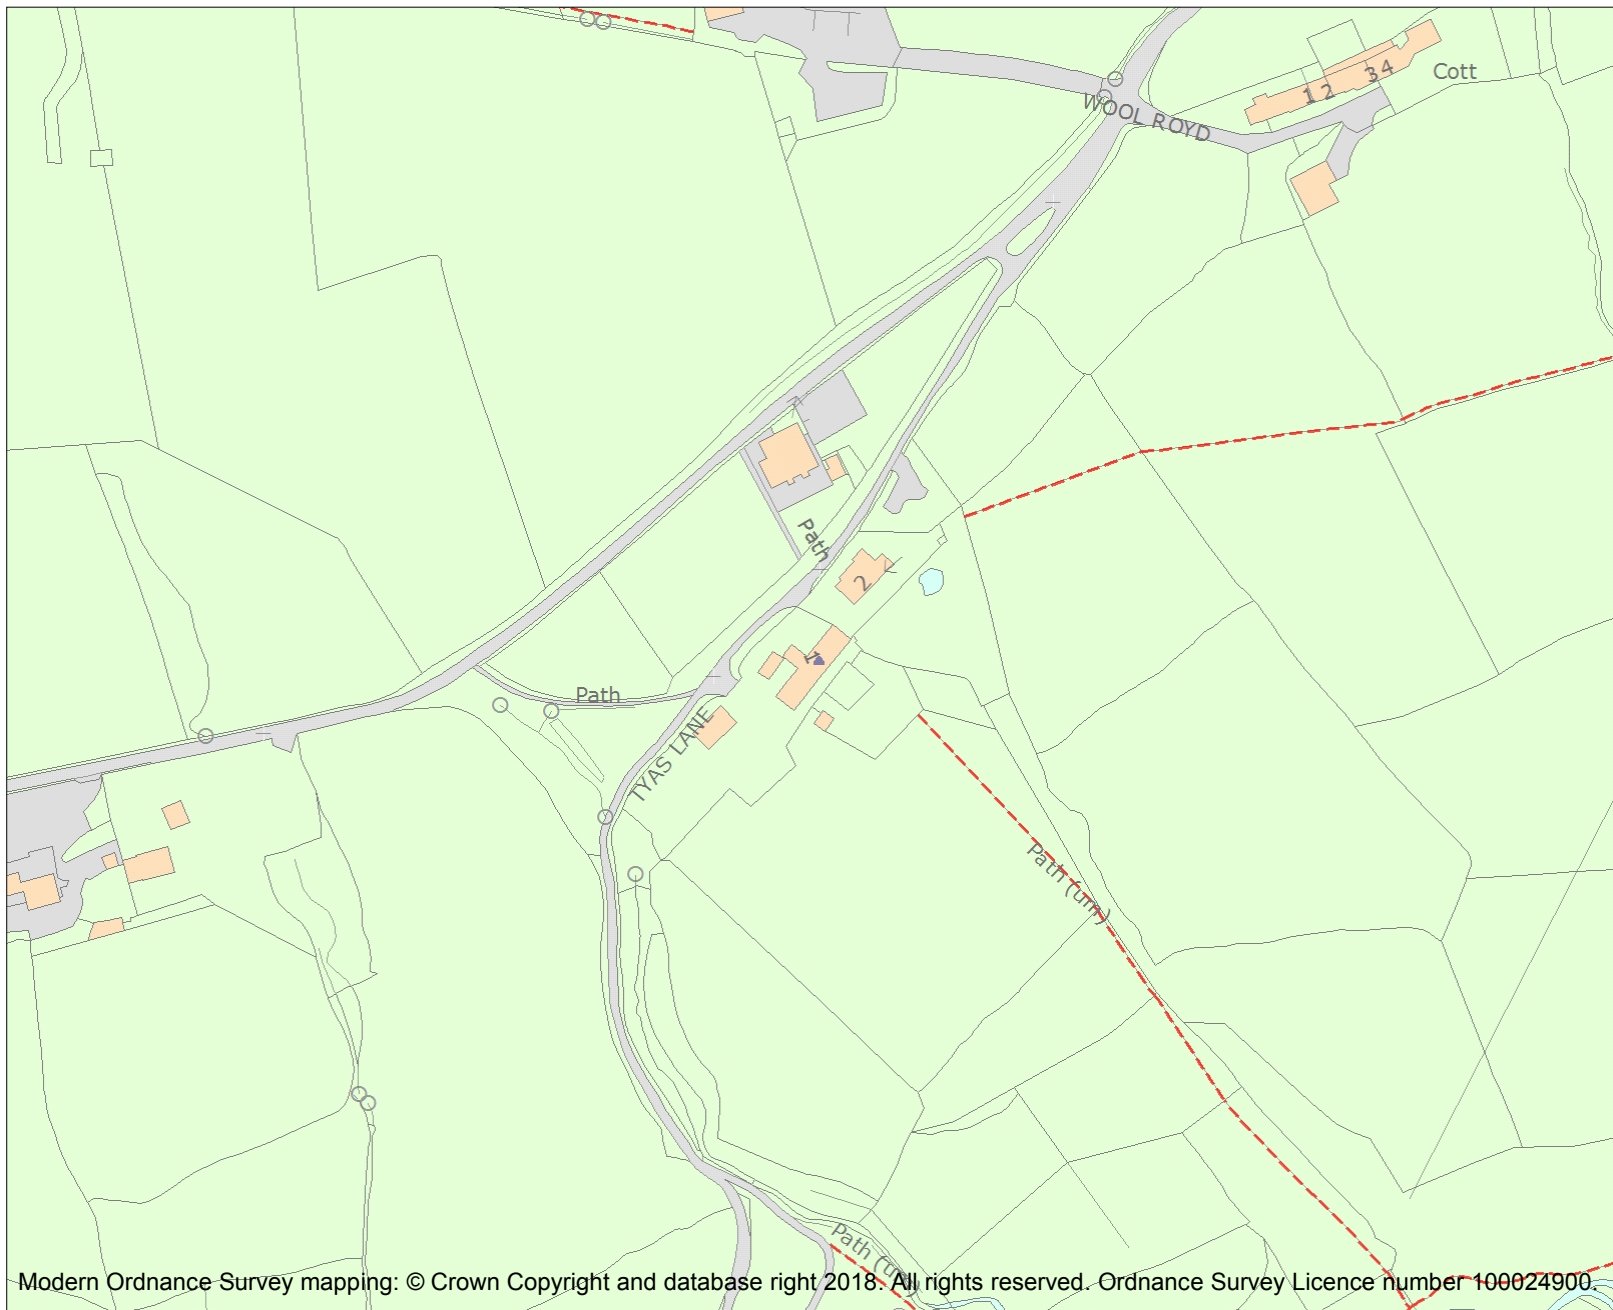 Cott
3 4
1 2
WOOL ROYD
Path
2
1
Path
TYAS LANE
Path (um)
Path (um)
Modern Ordnance Survey mapping: © Crown Copyright and database right 2018. All rights reserved. Ordnance Survey Licence number 100024900.